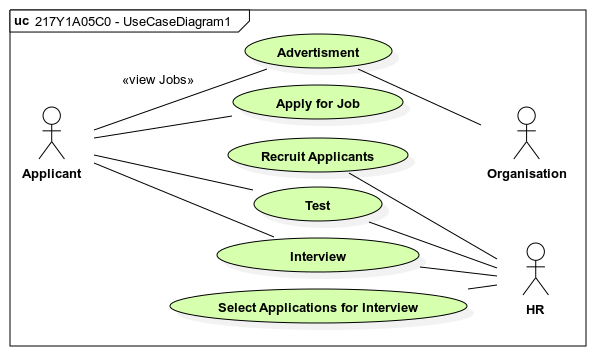 uc 217Y1A05C0 - UseCaseDiagram1
Advertisment
«view Jobs»
Apply for Job
Recruit Applicants
Applicant
Organisation
Test
Interview
Select Applications for Interview
HR